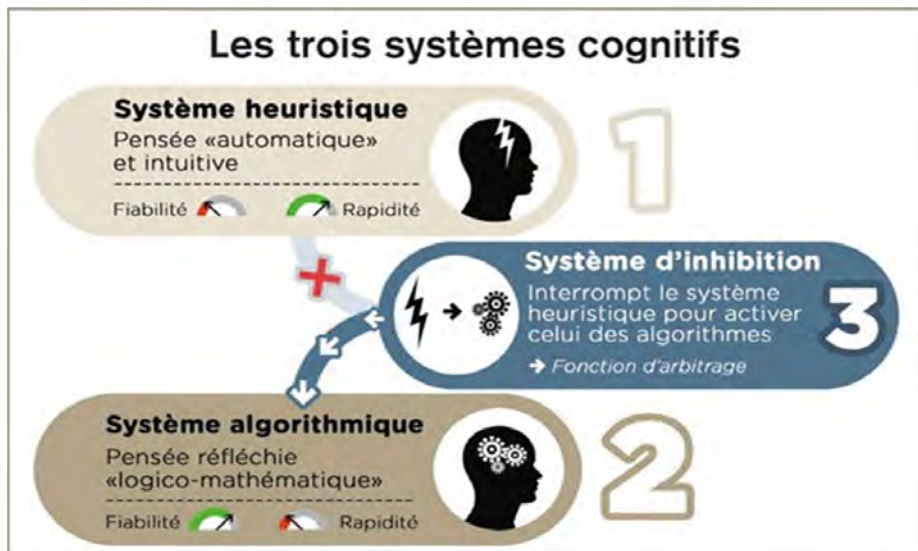 Les trois systèmes cognitifs
Système heuristique
Pensée «automatique»
et intuitive
Fiabilité Rapidité
1
Système d’inhibition
Interrompt le système
heuristique pour activer
celui des algorithmes
➔ Fonction d’arbitrage
3
Système algorithmique
Pensée réfléchie
«logico-mathématique»
Fiabilité Rapidité
2